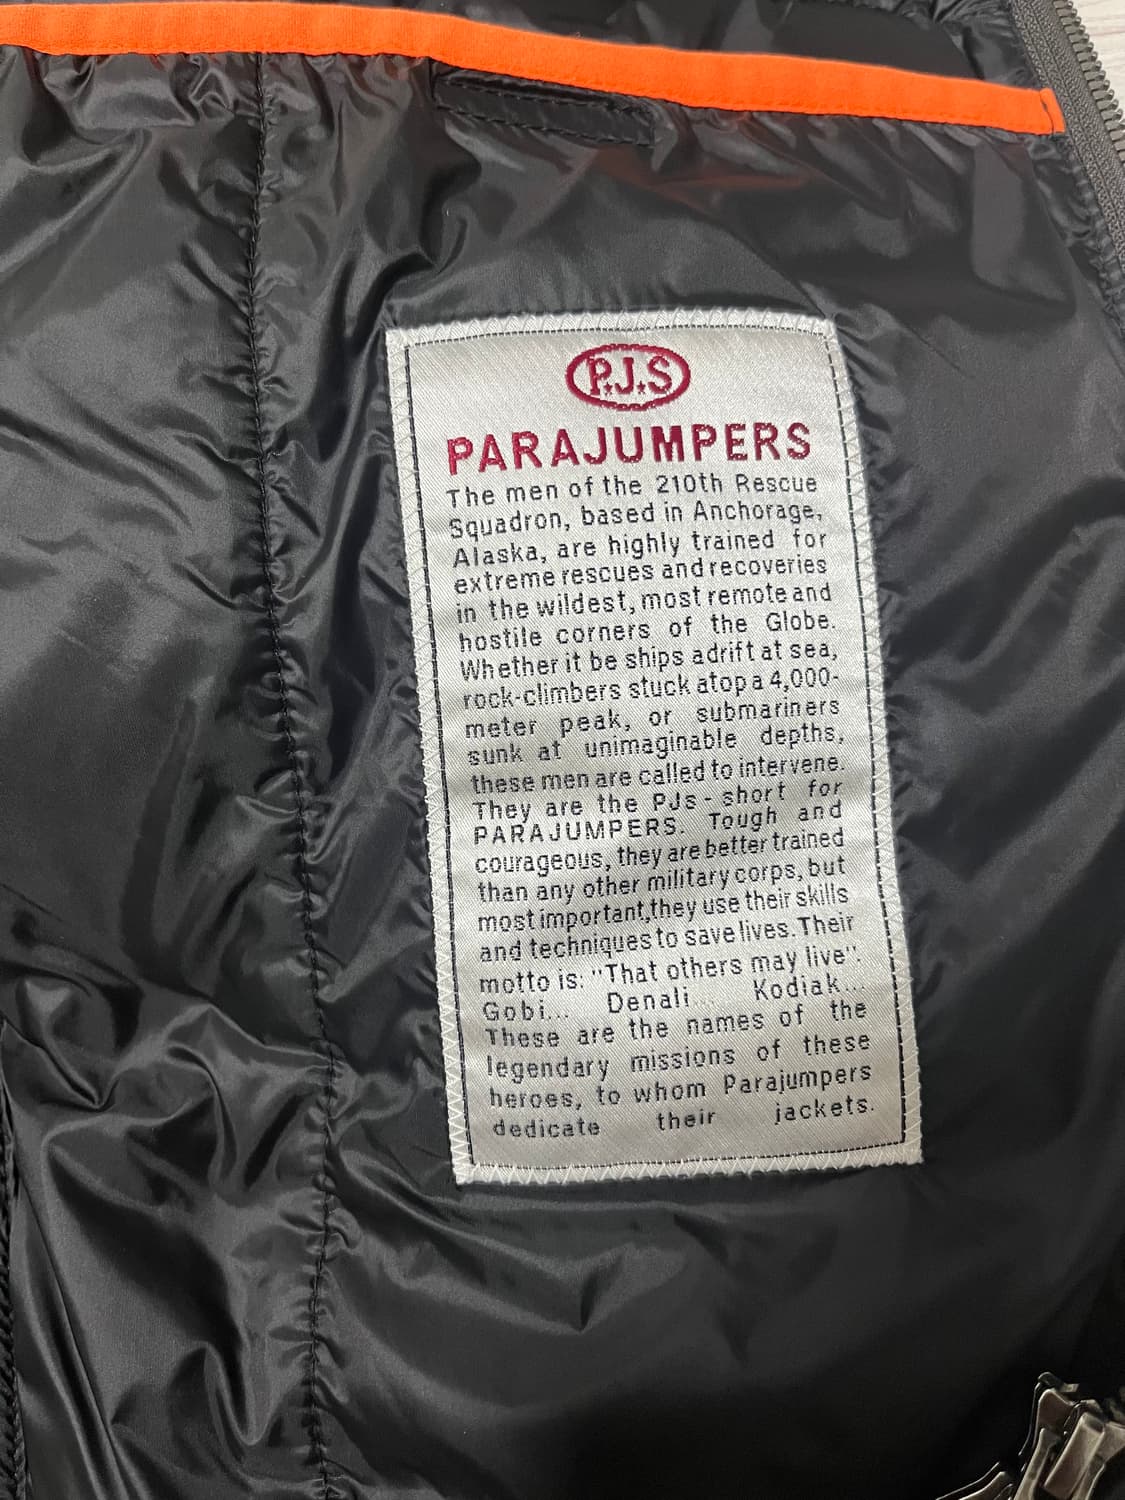 P.J.S
PARAJUMPERS
The men of the 210th Rescue
Squadron, based in Anchorage,
Alaska, are highly trained for
extreme rescues and recoveries
in the wildest, most remote and
hostile corners of the Globe.
Whether it be ships adrift at sea,
rock-climbers stuck atop a 4,000-
meter peak, or submariners
sunk at unimaginable depths,
these men are called to intervene.
They are the PJs - short for
PARAJUMPERS. Tough and
courageous, they are better trained
than any other military corps, but
most important,they use their skills
and techniques to save lives. Their
motto is: "That others may live".
Gobi... Denali... Kodiak...
These are the names of the
legendary missions of these
heroes, to whom Parajumpers
dedicate their jackets.